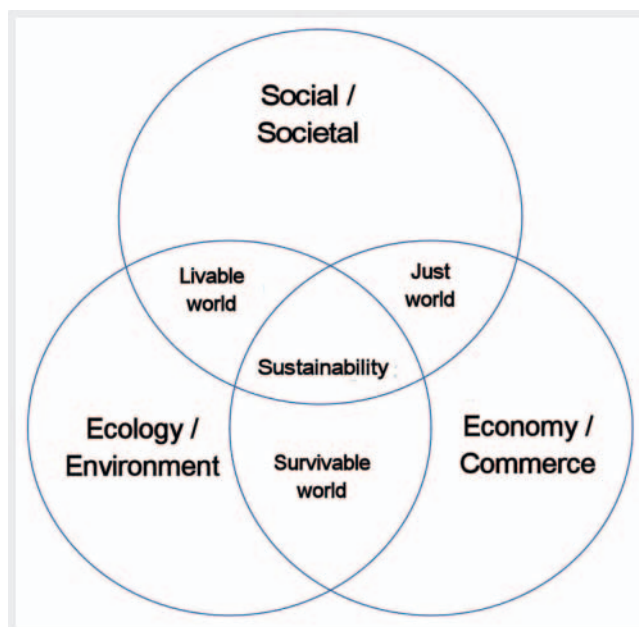 Social /
Societal
Livable
world
Just
world
Sustainability
Ecology /
Environment
Economy /
Commerce
Survivable
world